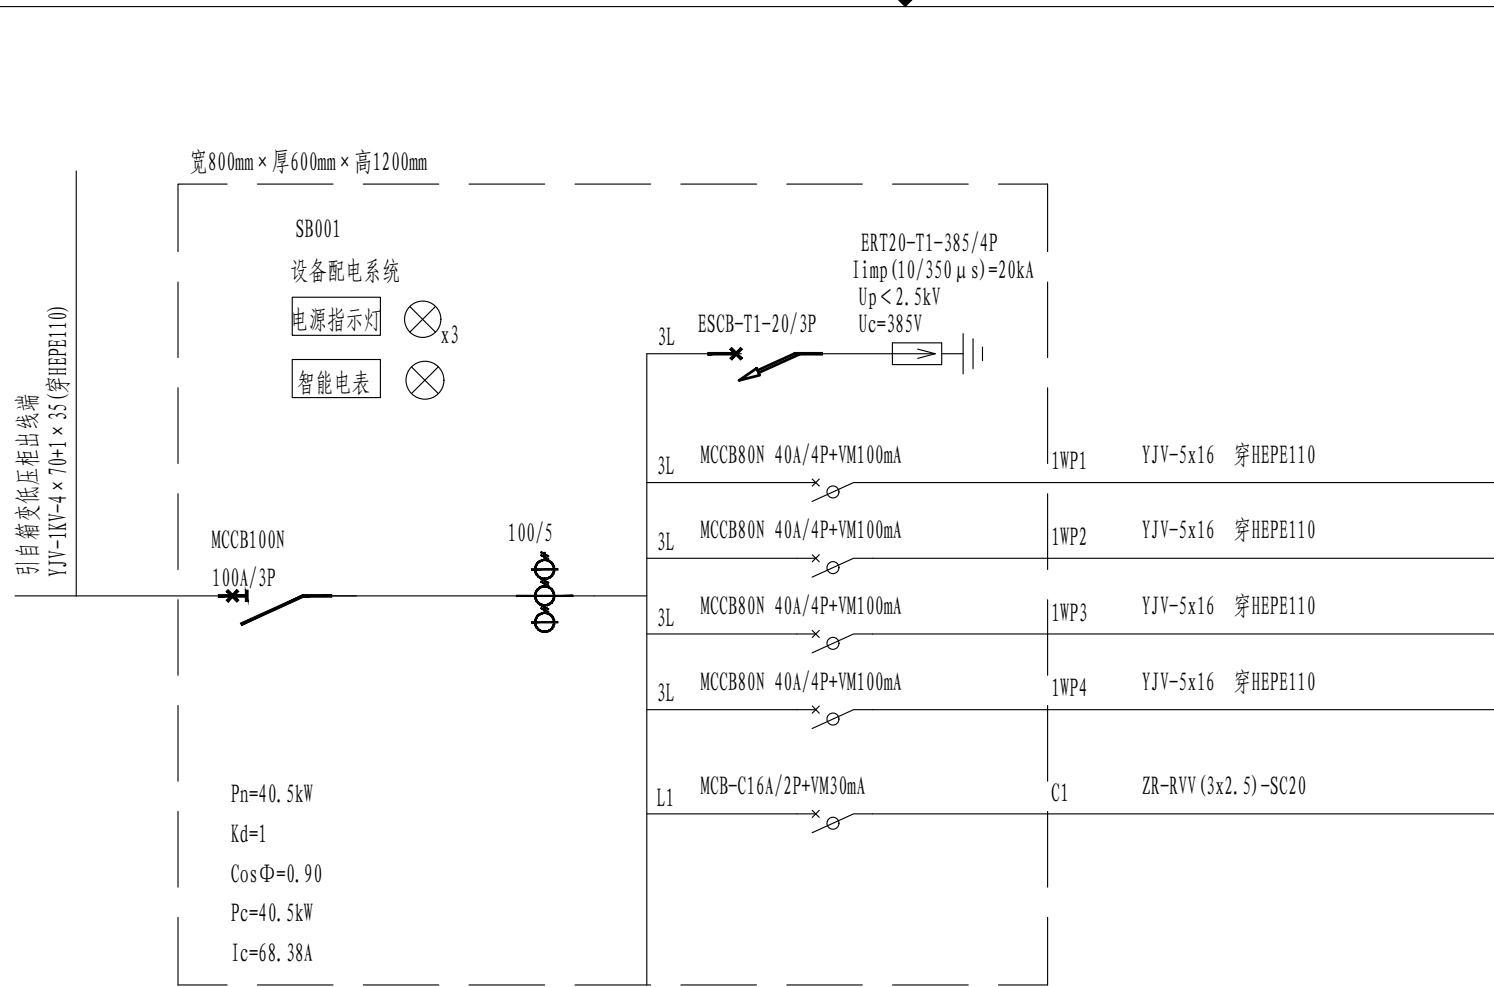 宽800mm×厚600mm×高1200mm
SB001
设备配电系统
电源指示灯
x3
智能电表
引自箱变低压柜出线端
YJV-1KV-4×70+1×35(穿HEPE110)
MCCB100N
100A/3P
100/5
3L
ESCB-T1-20/3P
ERT20-T1-385/4P
Iimp(10/350μs)=20kA
Up<2.5kV
Uc=385V
3L
MCCB80N 40A/4P+VM100mA
1WP1
YJV-5x16 穿HEPE110
3L
MCCB80N 40A/4P+VM100mA
1WP2
YJV-5x16 穿HEPE110
3L
MCCB80N 40A/4P+VM100mA
1WP3
YJV-5x16 穿HEPE110
3L
MCCB80N 40A/4P+VM100mA
1WP4
YJV-5x16 穿HEPE110
L1
MCB-C16A/2P+VM30mA
C1
ZR-RVV(3x2.5)-SC20
Pn=40.5kW
Kd=1
CosΦ=0.90
Pc=40.5kW
Ic=68.38A